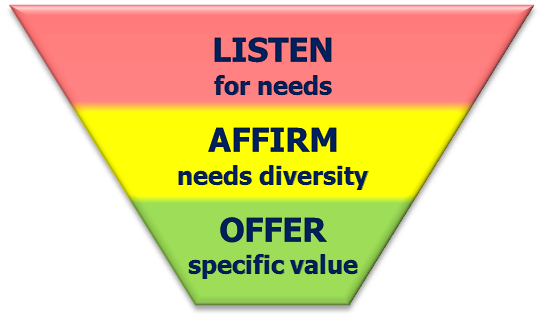 LISTEN
for needs
AFFIRM
needs diversity
OFFER
specific value